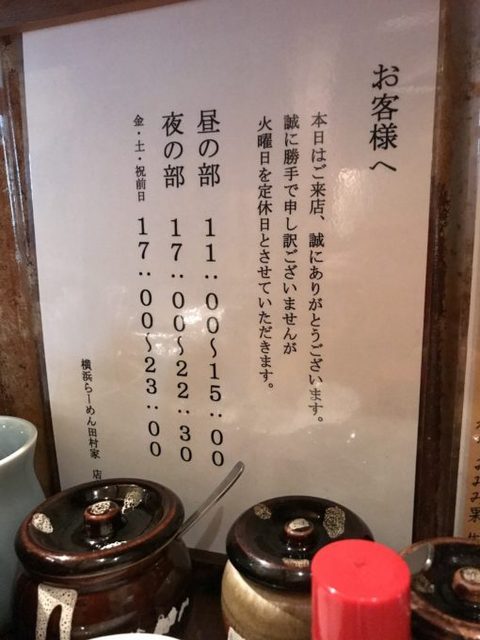 お客様へ
本日はご来店、誠にありがとうございます。
誠に勝手で申し訳ございませんが
火曜日を定休日とさせていただきます。
昼の部 11:00〜15:00
夜の部 17:00〜22:30
金・土・祝前日 17:00〜23:00
横浜らーめん田村家 店